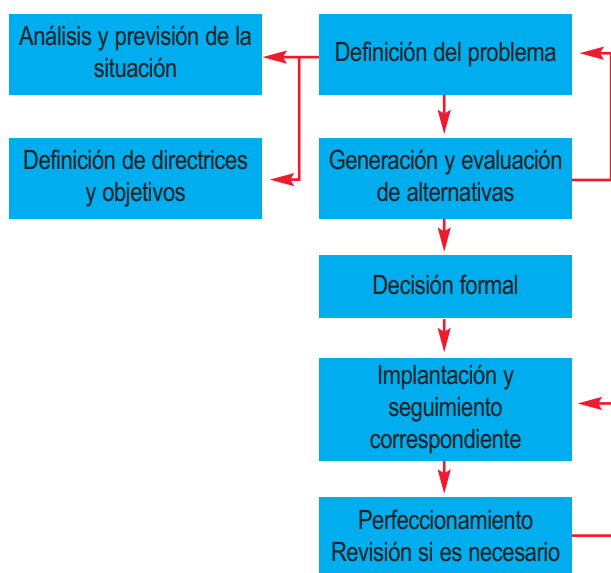 Análisis y previsión de la
situación
Definición del problema
Definición de directrices
y objetivos
Generación y evaluación
de alternativas
Decisión formal
Implantación y
seguimiento
correspondiente
Perfeccionamiento
Revisión si es necesario